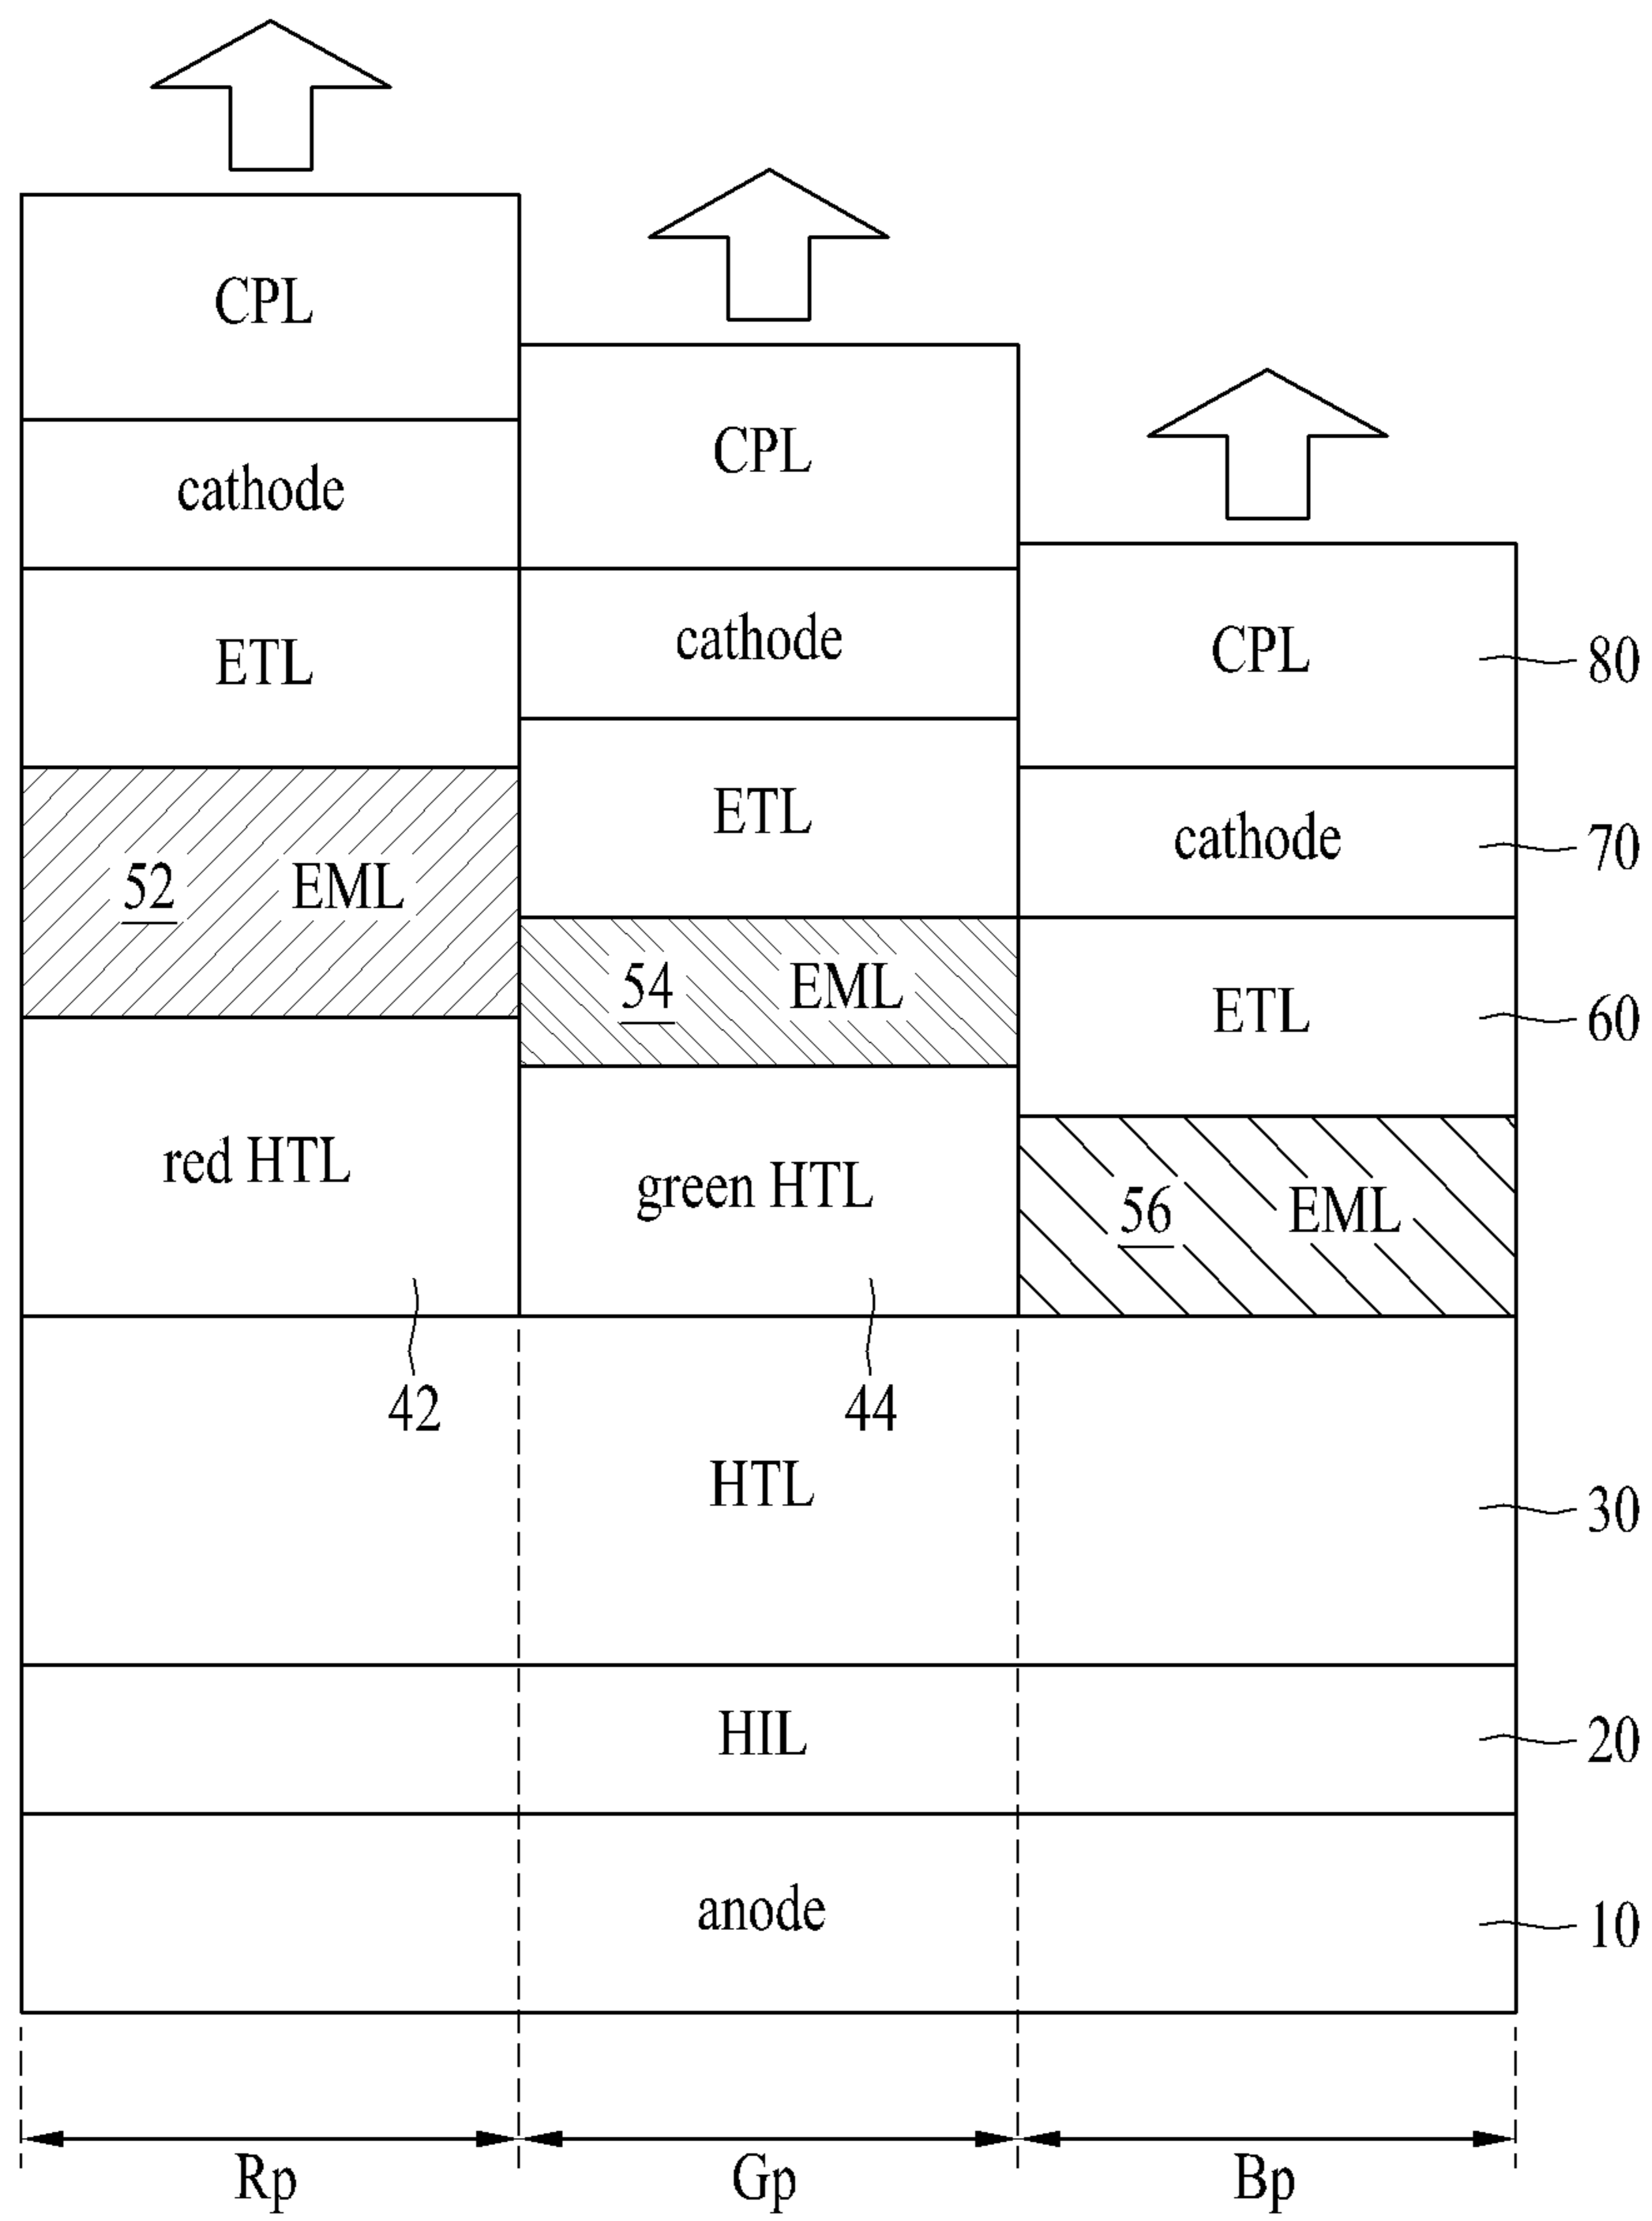 CPL
cathode
CPL
cathode
CPL
80
ETL
ETL
cathode
70
52 EML
54 EML
ETL
60
red HTL
green HTL
56 EML
42
44
HTL
30
HIL
20
anode
10
Rp
Gp
Bp